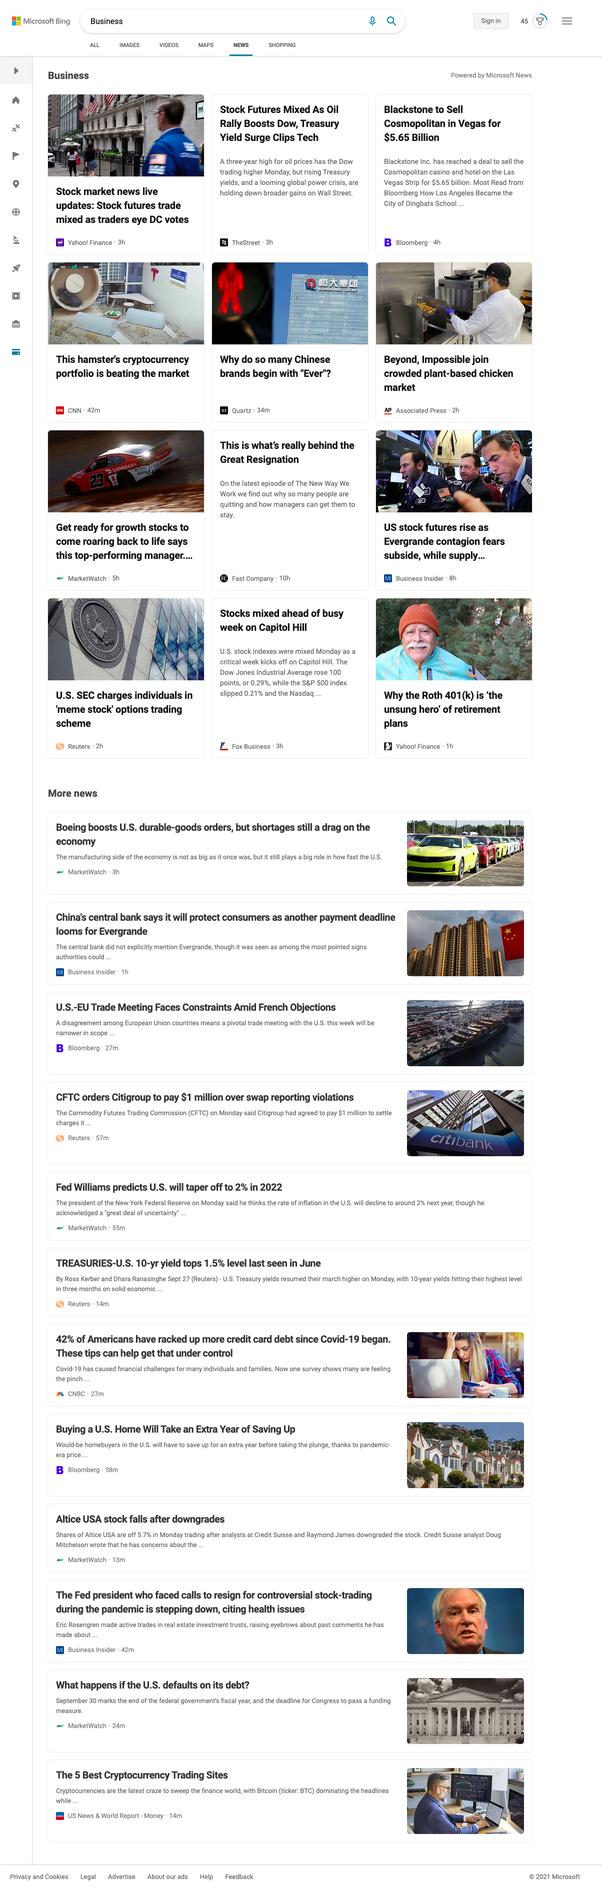 Microsoft Bing
Business
Sign in
45
ALL IMAGES VIDEOS MAPS NEWS SHOPPING
Business
Powered by Microsoft News
Stock market news live
updates: Stock futures trade
mixed as traders eye DC votes
Yahoo! Finance · 3h
Stock Futures Mixed As Oil
Rally Boosts Dow, Treasury
Yield Surge Clips Tech
A three-year high for oil prices has the Dow
trading higher Monday, but rising Treasury
yields, and a looming global power crisis, are
holding down broader gains on Wall Street.
TheStreet · 3h
Blackstone to Sell
Cosmopolitan in Vegas for
$5.65 Billion
Blackstone Inc. has reached a deal to sell the
Cosmopolitan casino and hotel on the Las
Vegas Strip for $5.65 billion. Most Read from
Bloomberg How Los Angeles Became the
City of Dingbats School ...
Bloomberg · 4h
This hamster's cryptocurrency
portfolio is beating the market
CNN · 42m
恒大集团
Why do so many Chinese
brands begin with "Ever"?
Quartz · 34m
Beyond, Impossible join
crowded plant-based chicken
market
Associated Press · 2h
23
DOORDASH
Get ready for growth stocks to
come roaring back to life says
this top-performing manager....
MarketWatch · 5h
This is what's really behind the
Great Resignation
On the latest episode of The New Way We
Work we find out why so many people are
quitting and how managers can get them to
stay.
Fast Company · 10h
US stock futures rise as
Evergrande contagion fears
subside, while supply...
Business Insider · 8h
U.S. SEC charges individuals in
'meme stock' options trading
scheme
Reuters · 2h
Stocks mixed ahead of busy
week on Capitol Hill
U.S. stock indexes were mixed Monday as a
critical week kicks off on Capitol Hill. The
Dow Jones Industrial Average rose 100
points, or 0.29%, while the S&P 500 index
slipped 0.21% and the Nasdaq ...
Fox Business · 3h
Why the Roth 401(k) is 'the
unsung hero' of retirement
plans
Yahoo! Finance · 1h
More news
Boeing boosts U.S. durable-goods orders, but shortages still a drag on the
economy
The manufacturing side of the economy is not as big as it once was, but it still plays a big role in how fast the U.S.
MarketWatch · 3h
China's central bank says it will protect consumers as another payment deadline
looms for Evergrande
The central bank did not explicitly mention Evergrande, though it was seen as among the most pointed signs
authorities could ...
Business Insider · 1h
U.S.-EU Trade Meeting Faces Constraints Amid French Objections
A disagreement among European Union countries means a pivotal trade meeting with the U.S. this week will be
narrower in scope ...
Bloomberg · 27m
CFTC orders Citigroup to pay $1 million over swap reporting violations
The Commodity Futures Trading Commission (CFTC) on Monday said Citigroup had agreed to pay $1 million to settle
charges it ...
Reuters · 57m
citibank
Fed Williams predicts U.S. will taper off to 2% in 2022
The president of the New York Federal Reserve on Monday said he thinks the rate of inflation in the U.S. will decline to around 2% next year, though he
acknowledged a "great deal of uncertainty" ...
MarketWatch · 55m
TREASURIES-U.S. 10-yr yield tops 1.5% level last seen in June
By Ross Kerber and Dhara Ranasinghe Sept 27 (Reuters) - U.S. Treasury yields resumed their march higher on Monday, with 10-year yields hitting their highest level
in three months on solid economic ...
Reuters · 14m
42% of Americans have racked up more credit card debt since Covid-19 began.
These tips can help get that under control
Covid-19 has caused financial challenges for many individuals and families. Now one survey shows many are feeling
the pinch ...
CNBC · 27m
Buying a U.S. Home Will Take an Extra Year of Saving Up
Would-be homebuyers in the U.S. will have to save up for an extra year before taking the plunge, thanks to pandemic-
era price ...
Bloomberg · 58m
Altice USA stock falls after downgrades
Shares of Altice USA are off 5.7% in Monday trading after analysts at Credit Suisse and Raymond James downgraded the stock. Credit Suisse analyst Doug
Mitchelson wrote that he has concerns about the ...
MarketWatch · 13m
The Fed president who faced calls to resign for controversial stock-trading
during the pandemic is stepping down, citing health issues
Eric Rosengren made active trades in real estate investment trusts, raising eyebrows about past comments he has
made about ...
Business Insider · 42m
What happens if the U.S. defaults on its debt?
September 30 marks the end of the federal government's fiscal year, and the deadline for Congress to pass a funding
measure.
MarketWatch · 24m
The 5 Best Cryptocurrency Trading Sites
Cryptocurrencies are the latest craze to sweep the finance world, with Bitcoin (ticker: BTC) dominating the headlines
while ...
US News & World Report - Money · 14m
Privacy and Cookies Legal Advertise About our ads Help Feedback
© 2021 Microsoft